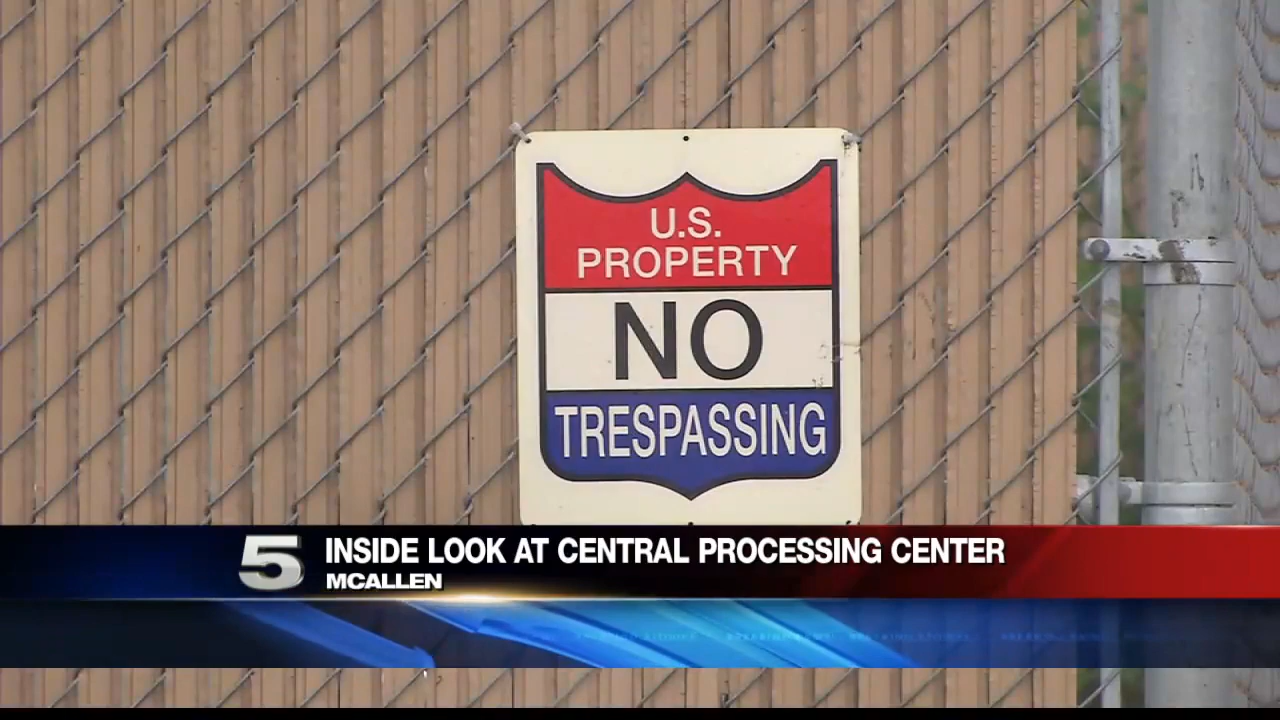 U.S.
PROPERTY
NO
TRESPASSING
5
INSIDE LOOK AT CENTRAL PROCESSING CENTER
MCALLEN